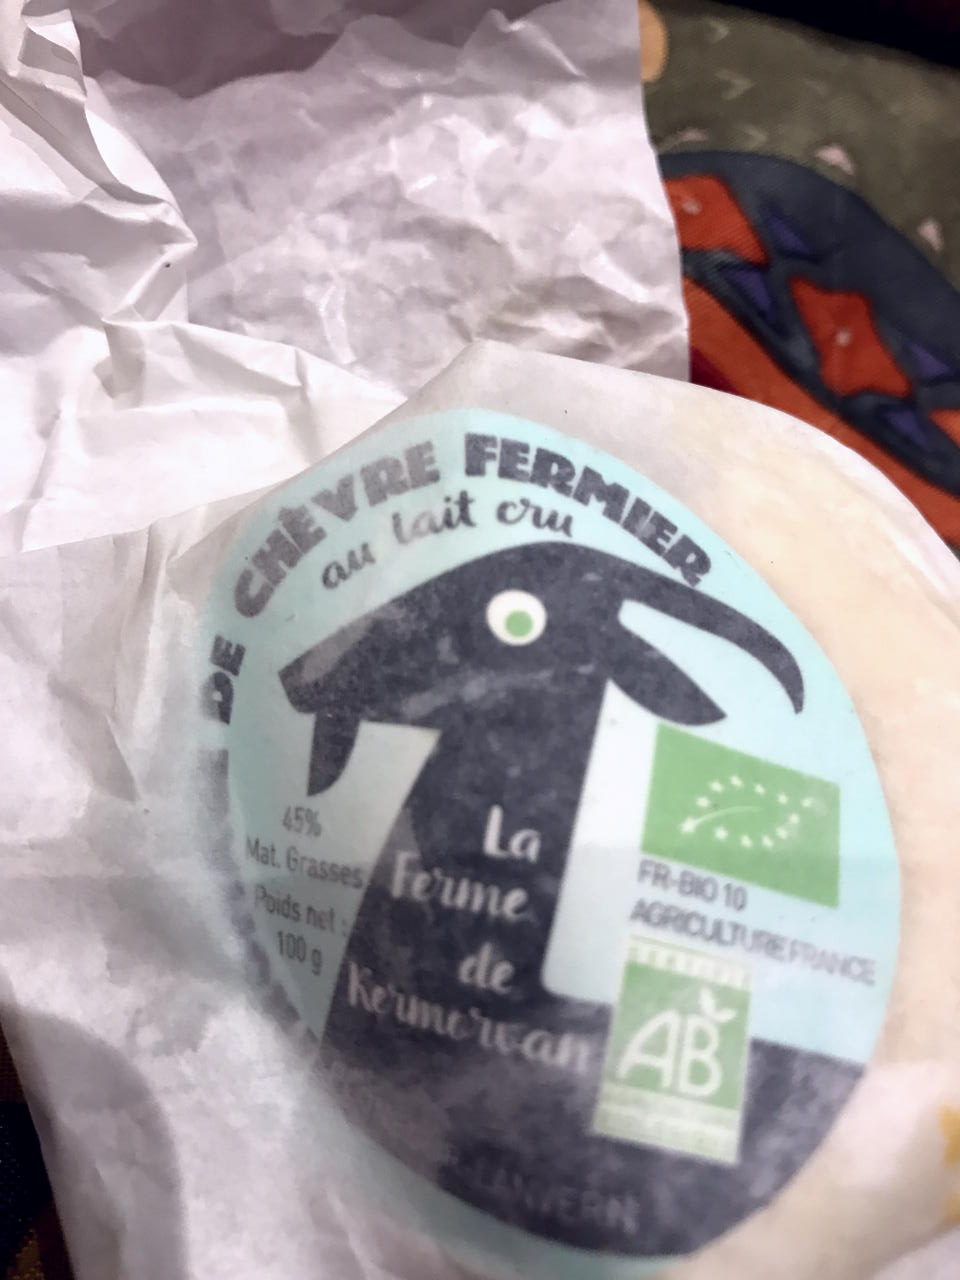 DE CHÈVRE FERMIER
au lait cru
45%
Mat. Grasses
Poids net :
100 g
La
Ferme
de
Kermorvan
FR-BIO 10
AGRICULTURE FRANCE
AB